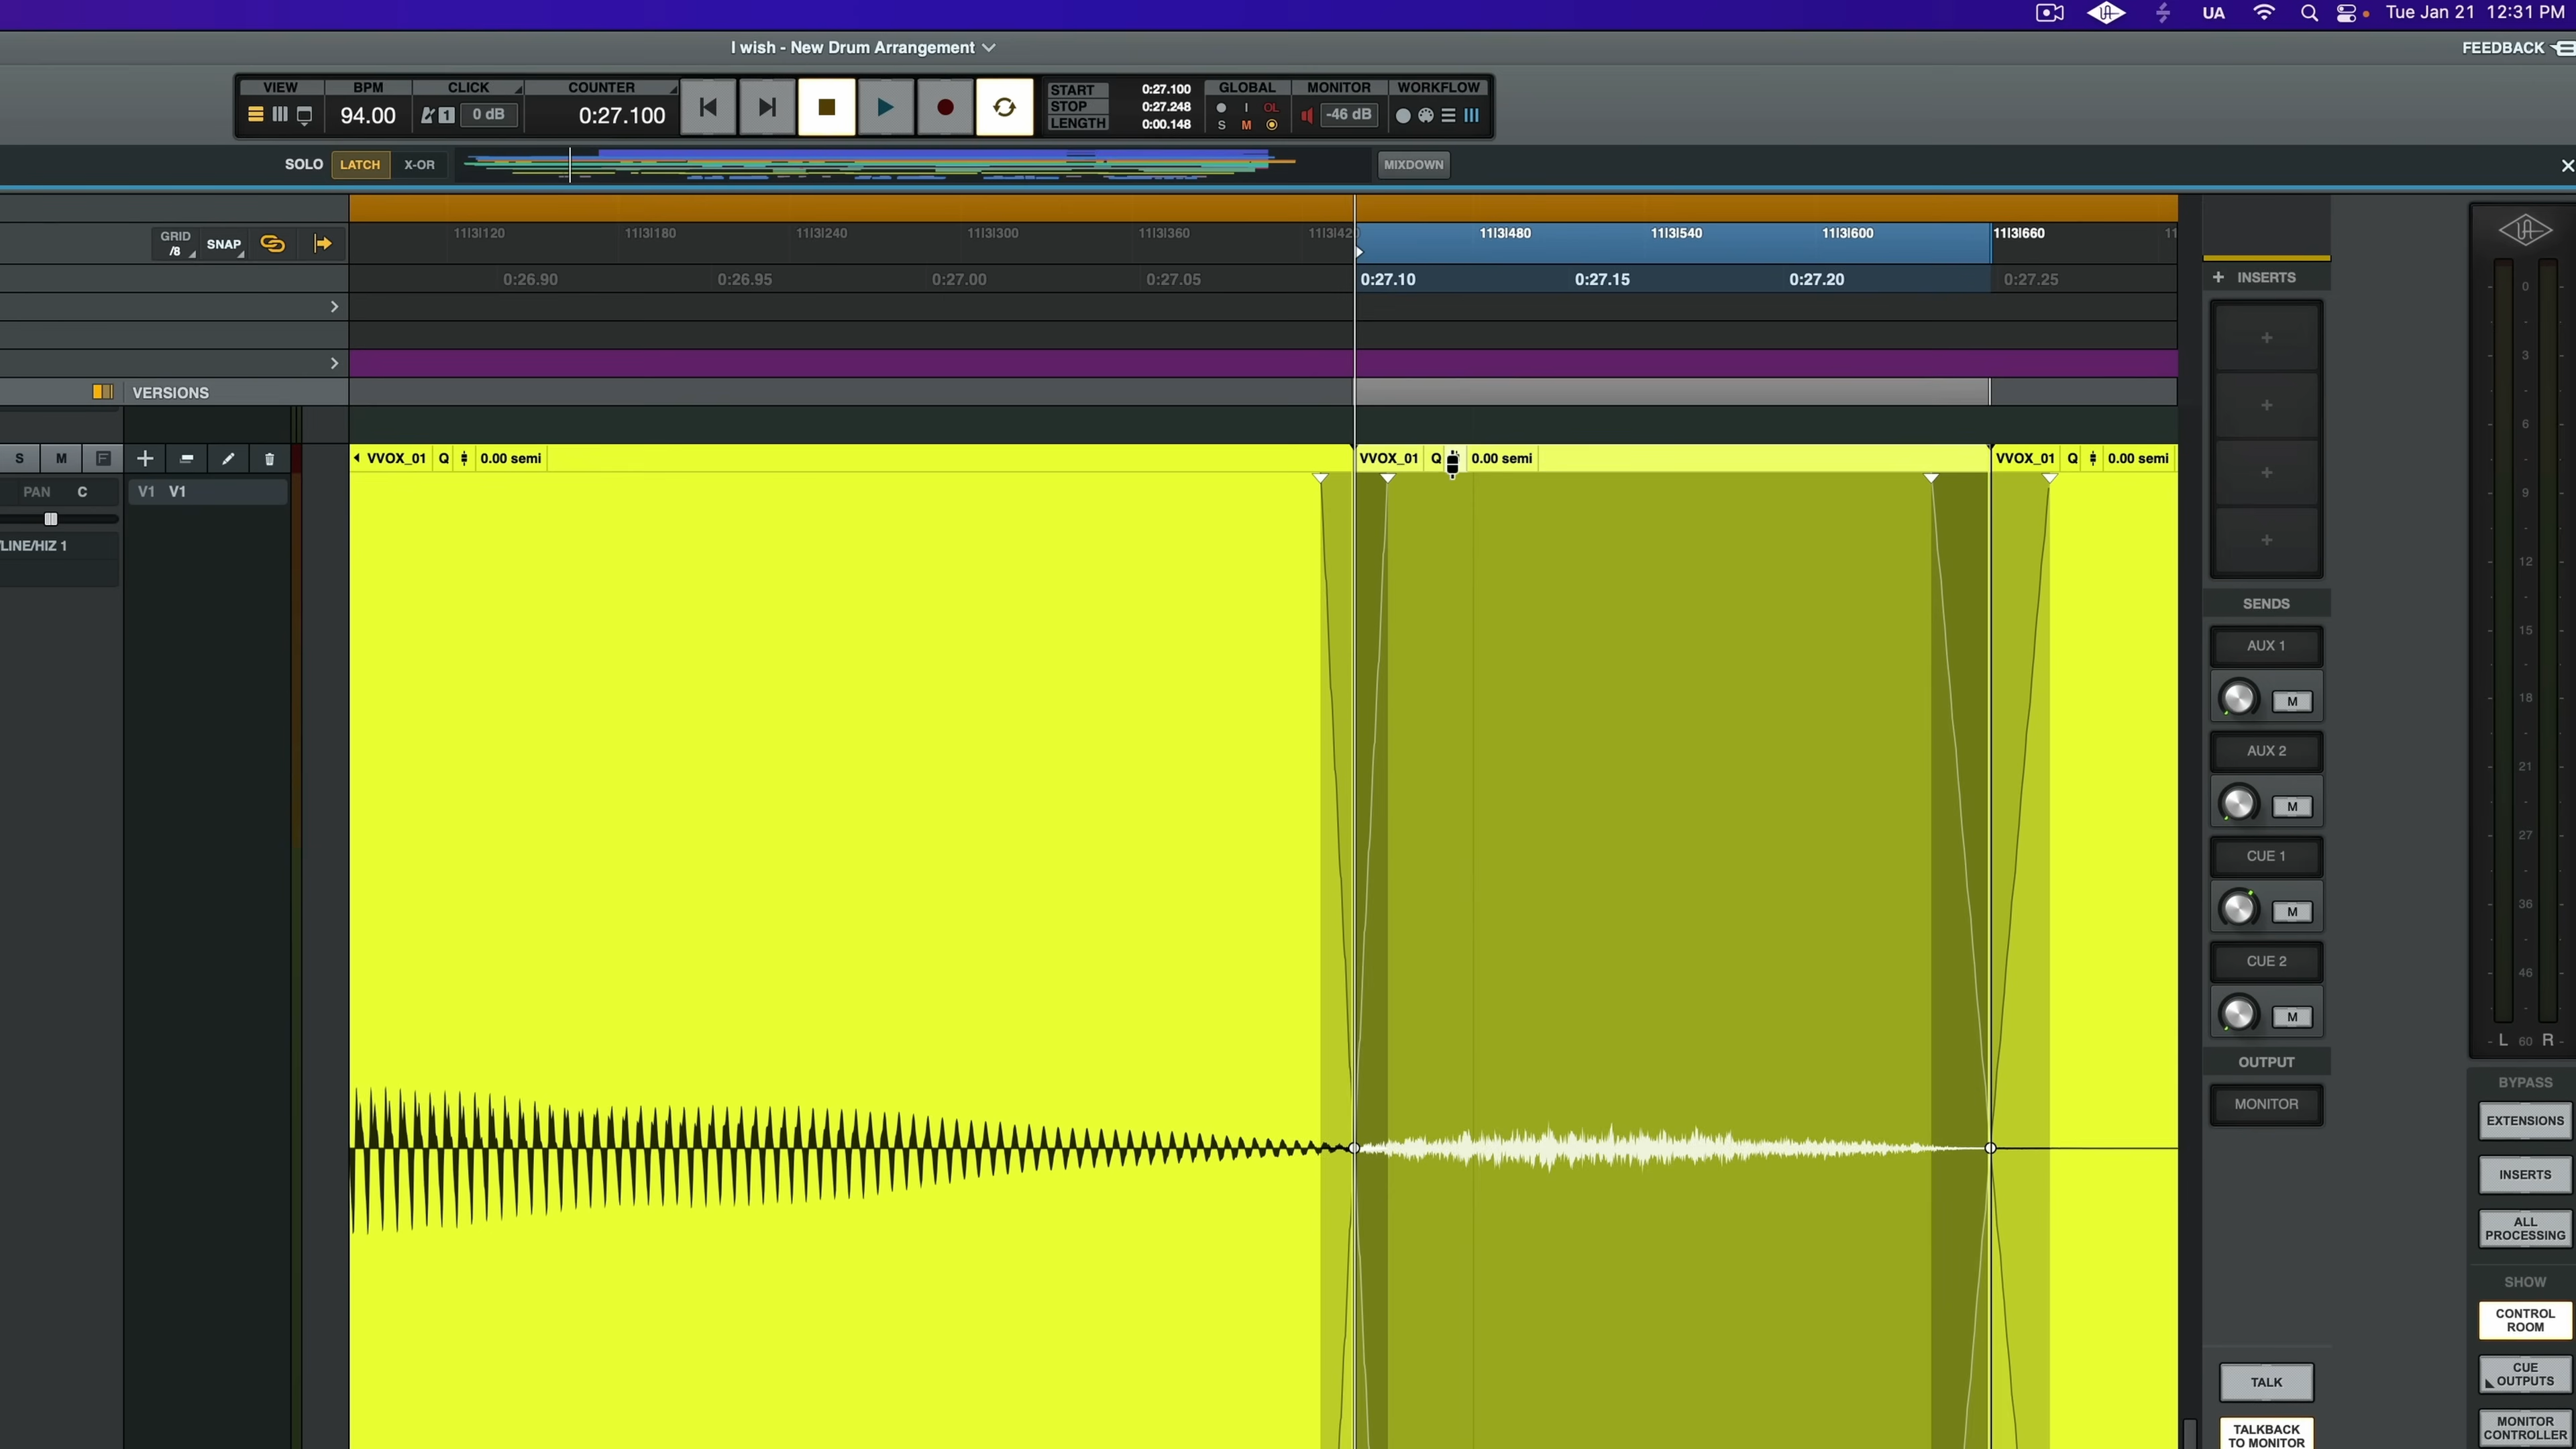 UA Tue Jan 21 12:31 PM
I wish - New Drum Arrangement
FEEDBACK
VIEW BPM CLICK COUNTER
94.00 1 0 dB 0:27.100
START 0:27.100
STOP 0:27.248
LENGTH 0:00.148
GLOBAL MONITOR WORKFLOW
I OL
S M -46 dB
SOLO LATCH X-OR MIXDOWN
GRID /8 SNAP
11|3|120 11|3|180 11|3|240 11|3|300 11|3|360 11|3|42 11|3|480 11|3|540 11|3|600 11|3|660 11
0:26.90 0:26.95 0:27.00 0:27.05 0:27.10 0:27.15 0:27.20 0:27.25
VERSIONS
S M F
VVOX_01 Q 0.00 semi VVOX_01 Q 0.00 semi VVOX_01 Q 0.00 semi
PAN C
V1 V1
/LINE/HIZ 1
+ INSERTS
+
+
+
+
SENDS
AUX 1
M
AUX 2
M
CUE 1
M
CUE 2
M
OUTPUT
MONITOR
TALK
TALKBACK
TO MONITOR
0
3
6
9
12
15
18
21
27
36
46
L 60 R
BYPASS
EXTENSIONS
INSERTS
ALL
PROCESSING
SHOW
CONTROL
ROOM
CUE
OUTPUTS
MONITOR
CONTROLLER